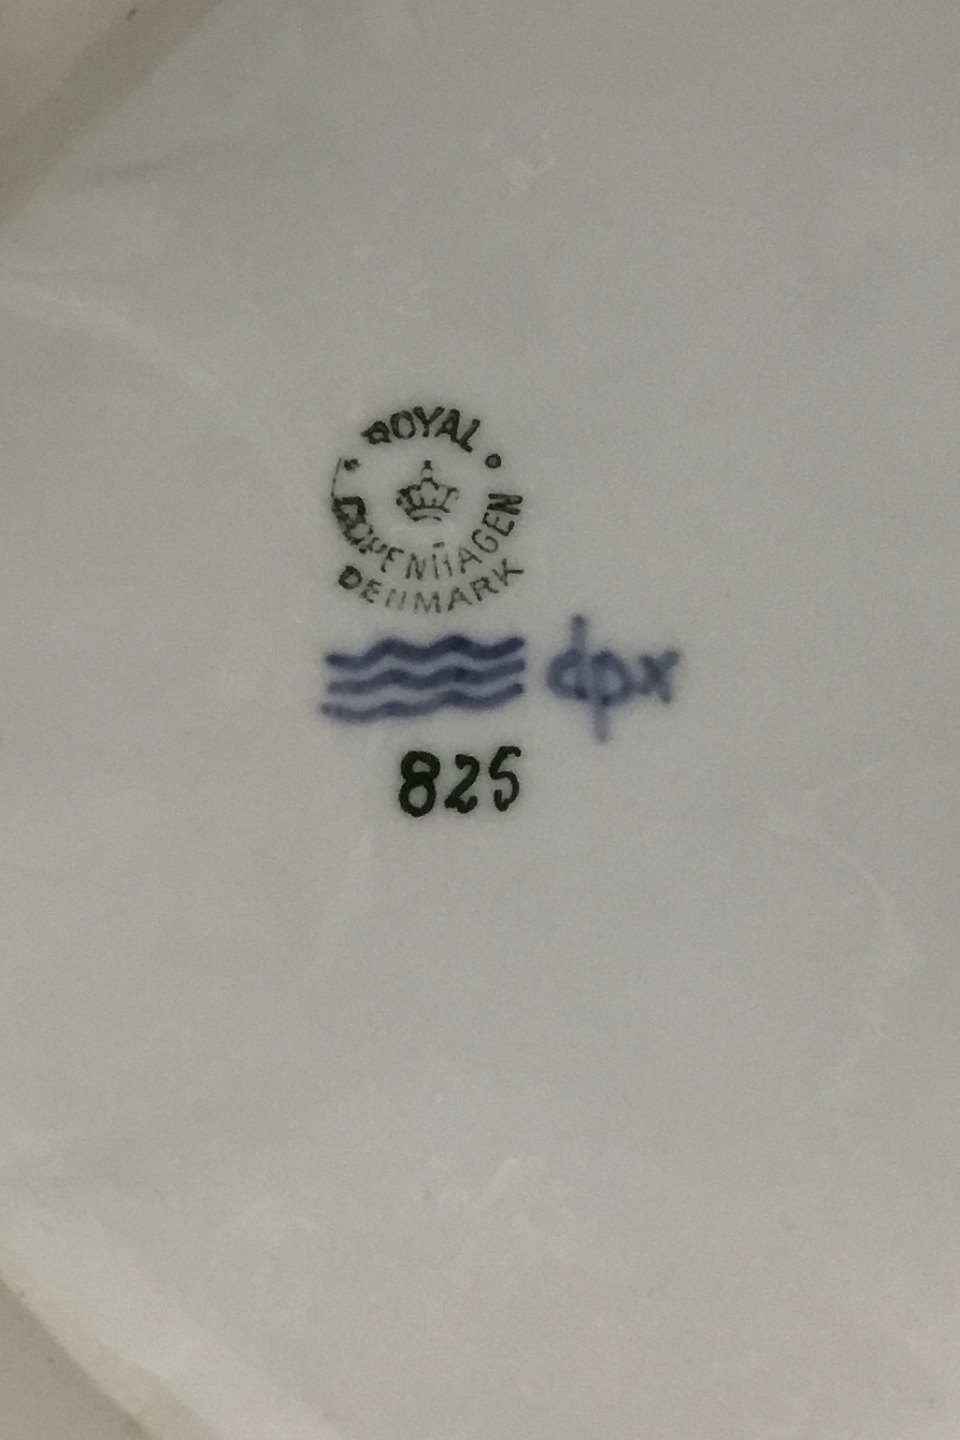 ROYAL
COPENHAGEN
DENMARK
dpx
825